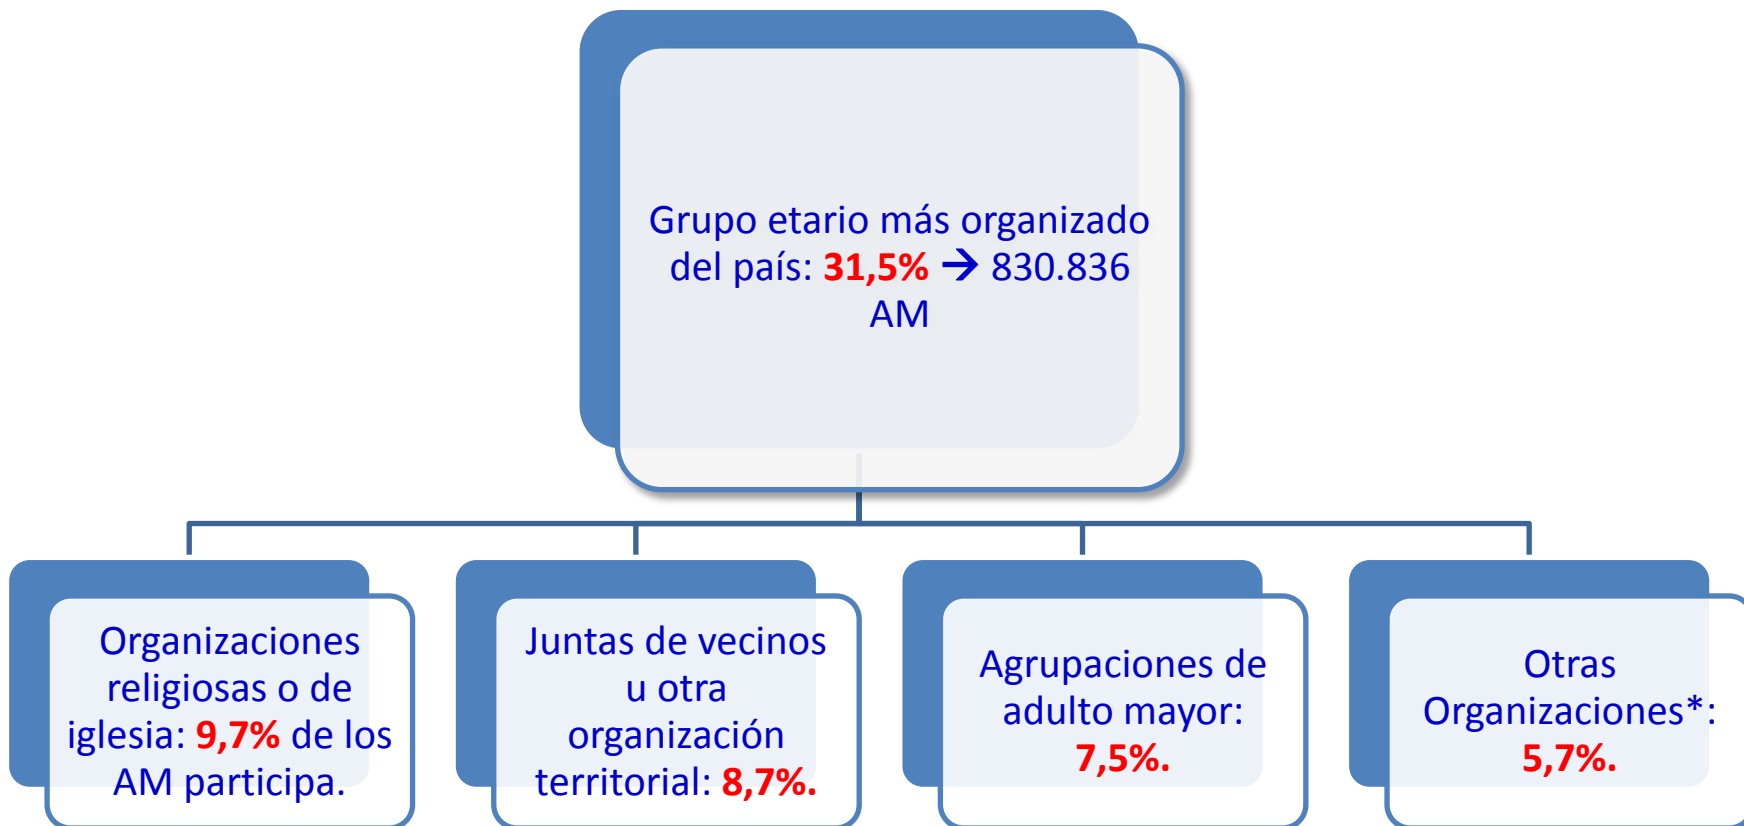 Grupo etario más organizado
del país: 31,5% → 830.836
AM
Organizaciones
religiosas o de
iglesia: 9,7% de los
AM participa.
Juntas de vecinos
u otra
organización
territorial: 8,7%.
Agrupaciones de
adulto mayor:
7,5%.
Otras
Organizaciones*:
5,7%.